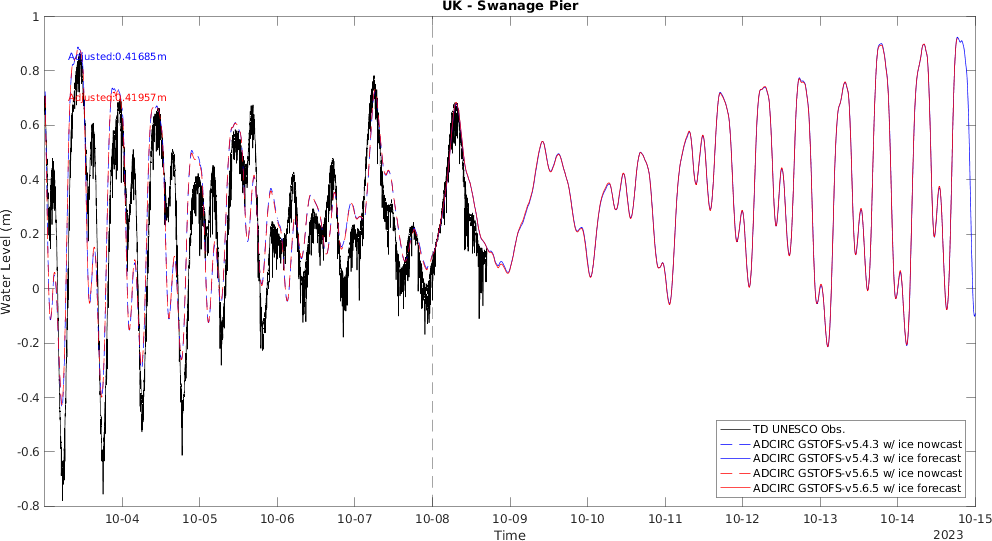 UK - Swanage Pier
Water Level (m)
1
0.8
0.6
0.4
0.2
0
-0.2
-0.4
-0.6
-0.8
Adjusted:0.41685m
Adjusted:0.41957m
TD UNESCO Obs.
ADCIRC GSTOFS-v5.4.3 w/ ice nowcast
ADCIRC GSTOFS-v5.4.3 w/ ice forecast
ADCIRC GSTOFS-v5.6.5 w/ ice nowcast
ADCIRC GSTOFS-v5.6.5 w/ ice forecast
10-04 10-05 10-06 10-07 10-08 10-09 10-10 10-11 10-12 10-13 10-14 10-15
Time
2023